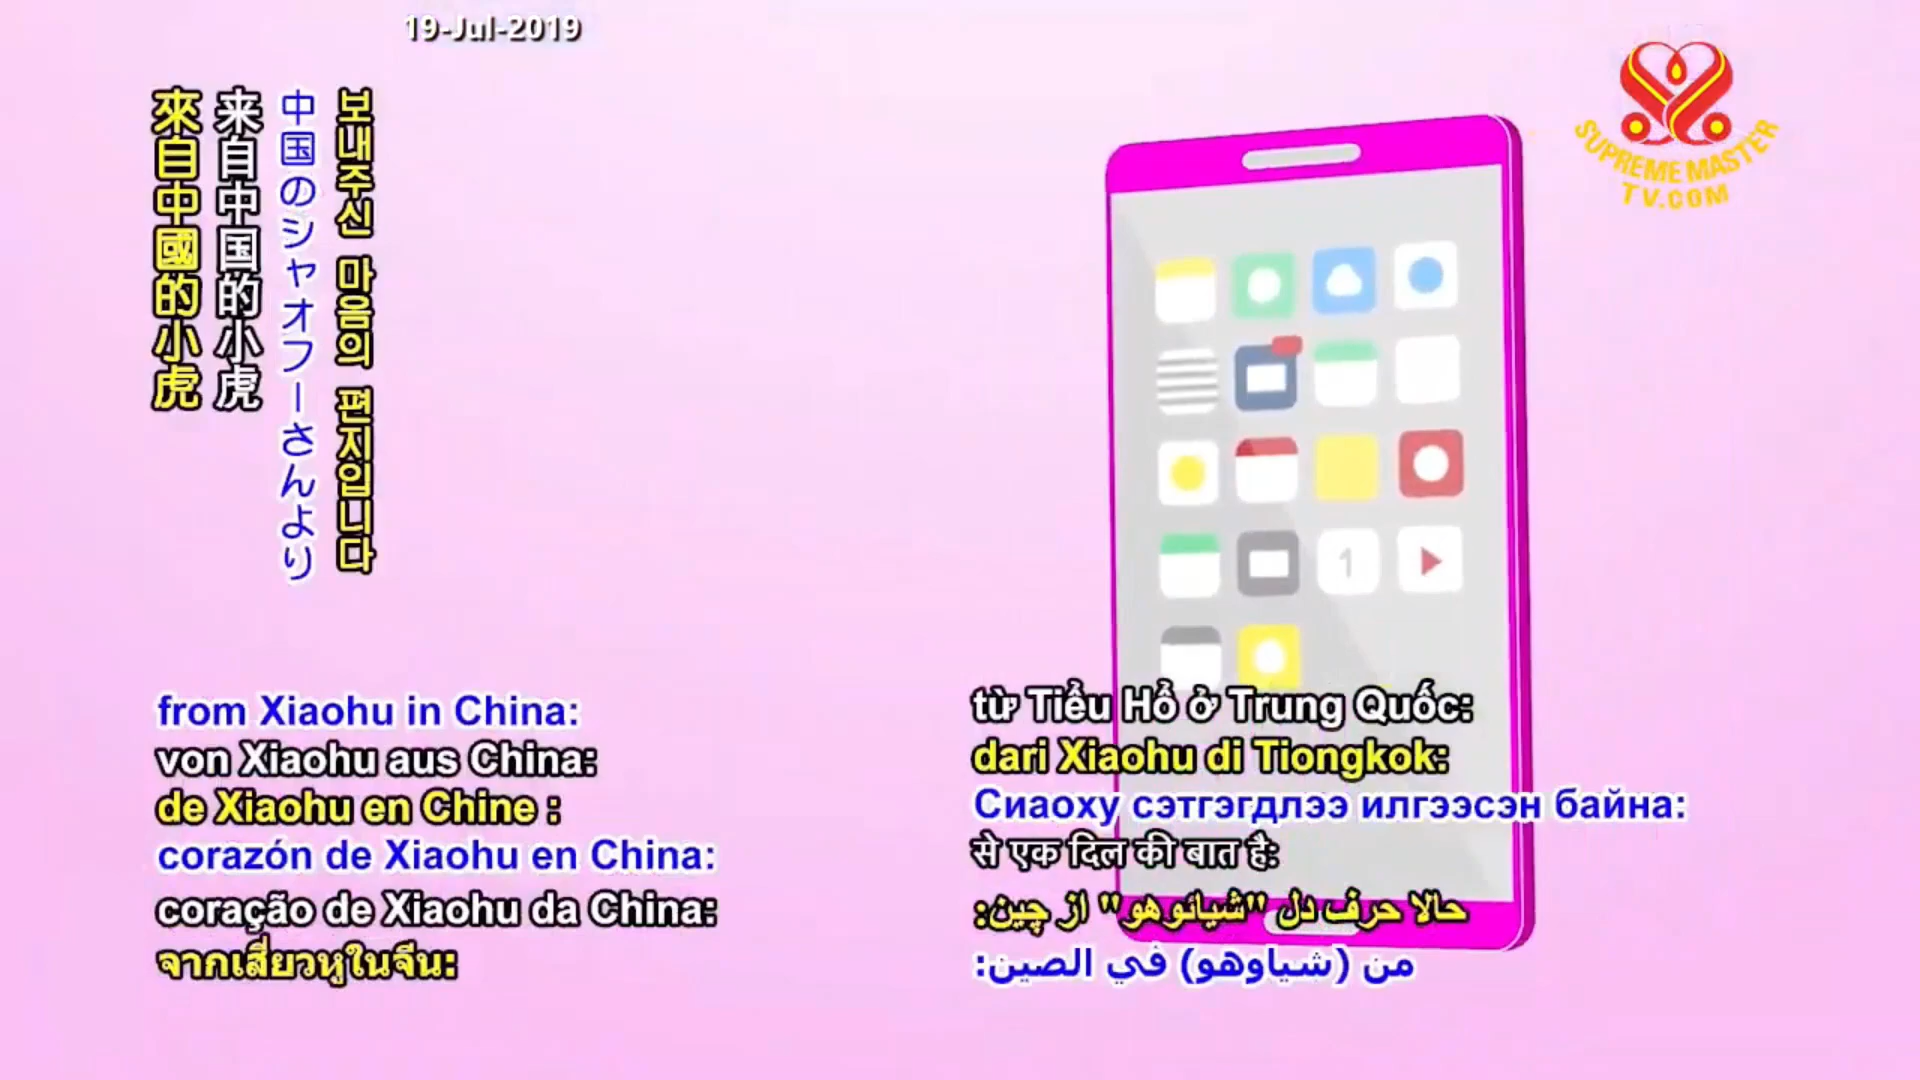 19-Jul-2019
SUPREME MASTER
TV.COM
來自中國的小虎
来自中国的小虎
中国のシャオフーさんより
보내주신 마음의 편지입니다
1
from Xiaohu in China:
von Xiaohu aus China:
de Xiaohu en Chine :
corazón de Xiaohu en China:
coração de Xiaohu da China:
จากเสี่ยวหูในจีน:
từ Tiểu Hổ ở Trung Quốc:
dari Xiaohu di Tiongkok:
Сиаоху сэтгэгдлээ илгээсэн байна:
से एक दिल की बात है:
حالا حرف دل "شیائوهو" از چین:
من (شياوهو) في الصين: